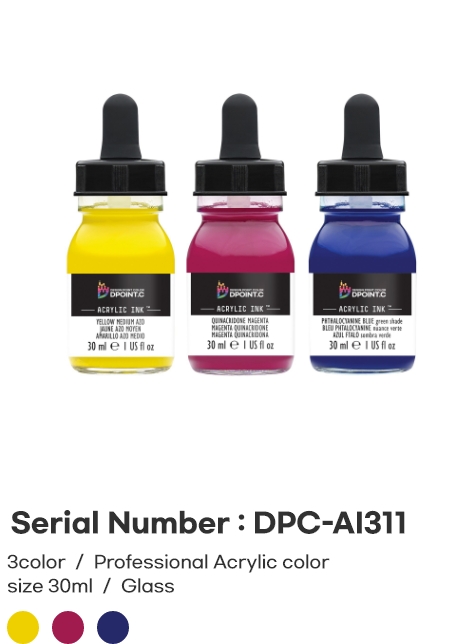 DPOINT.C
ACRYLIC INK™
YELLOW MEDIUM AZO
JAUNE AZO MOYEN
AMARILLO AZO MEDIO
30 ml ℮ 1 US fl oz
DPOINT.C
ACRYLIC INK™
QUINACRIDONE MAGENTA
MAGENTA QUINACRIDONE
MAGENTA QUINACRIDONA
30 ml ℮ 1 US fl oz
DPOINT.C
ACRYLIC INK™
PHTHALOCYANINE BLUE green shade
BLEU PHTALOCYANINE nuance verte
AZUL FTALO sombra verde
30 ml ℮ 1 US fl oz
Serial Number : DPC-AI311
3color / Professional Acrylic color
size 30ml / Glass